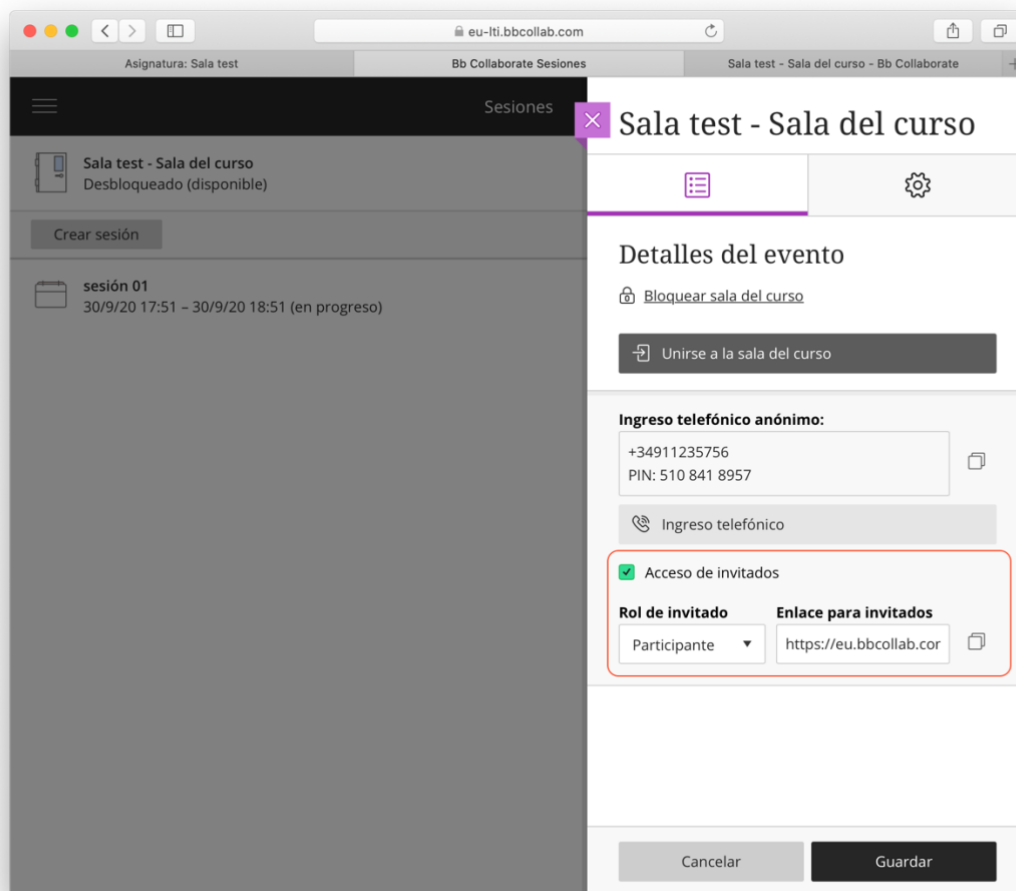 eu-lti.bbcollab.com
Asignatura: Sala test
Bb Collaborate Sesiones
Sala test - Sala del curso - Bb Collaborate
Sesiones
Sala test - Sala del curso
Desbloqueado (disponible)
Crear sesión
sesión 01
30/9/20 17:51 – 30/9/20 18:51 (en progreso)
Sala test - Sala del curso
Detalles del evento
Bloquear sala del curso
Unirse a la sala del curso
Ingreso telefónico anónimo:
+34911235756
PIN: 510 841 8957
Ingreso telefónico
Acceso de invitados
Rol de invitado
Enlace para invitados
Participante
https://eu.bbcollab.cor
Cancelar
Guardar